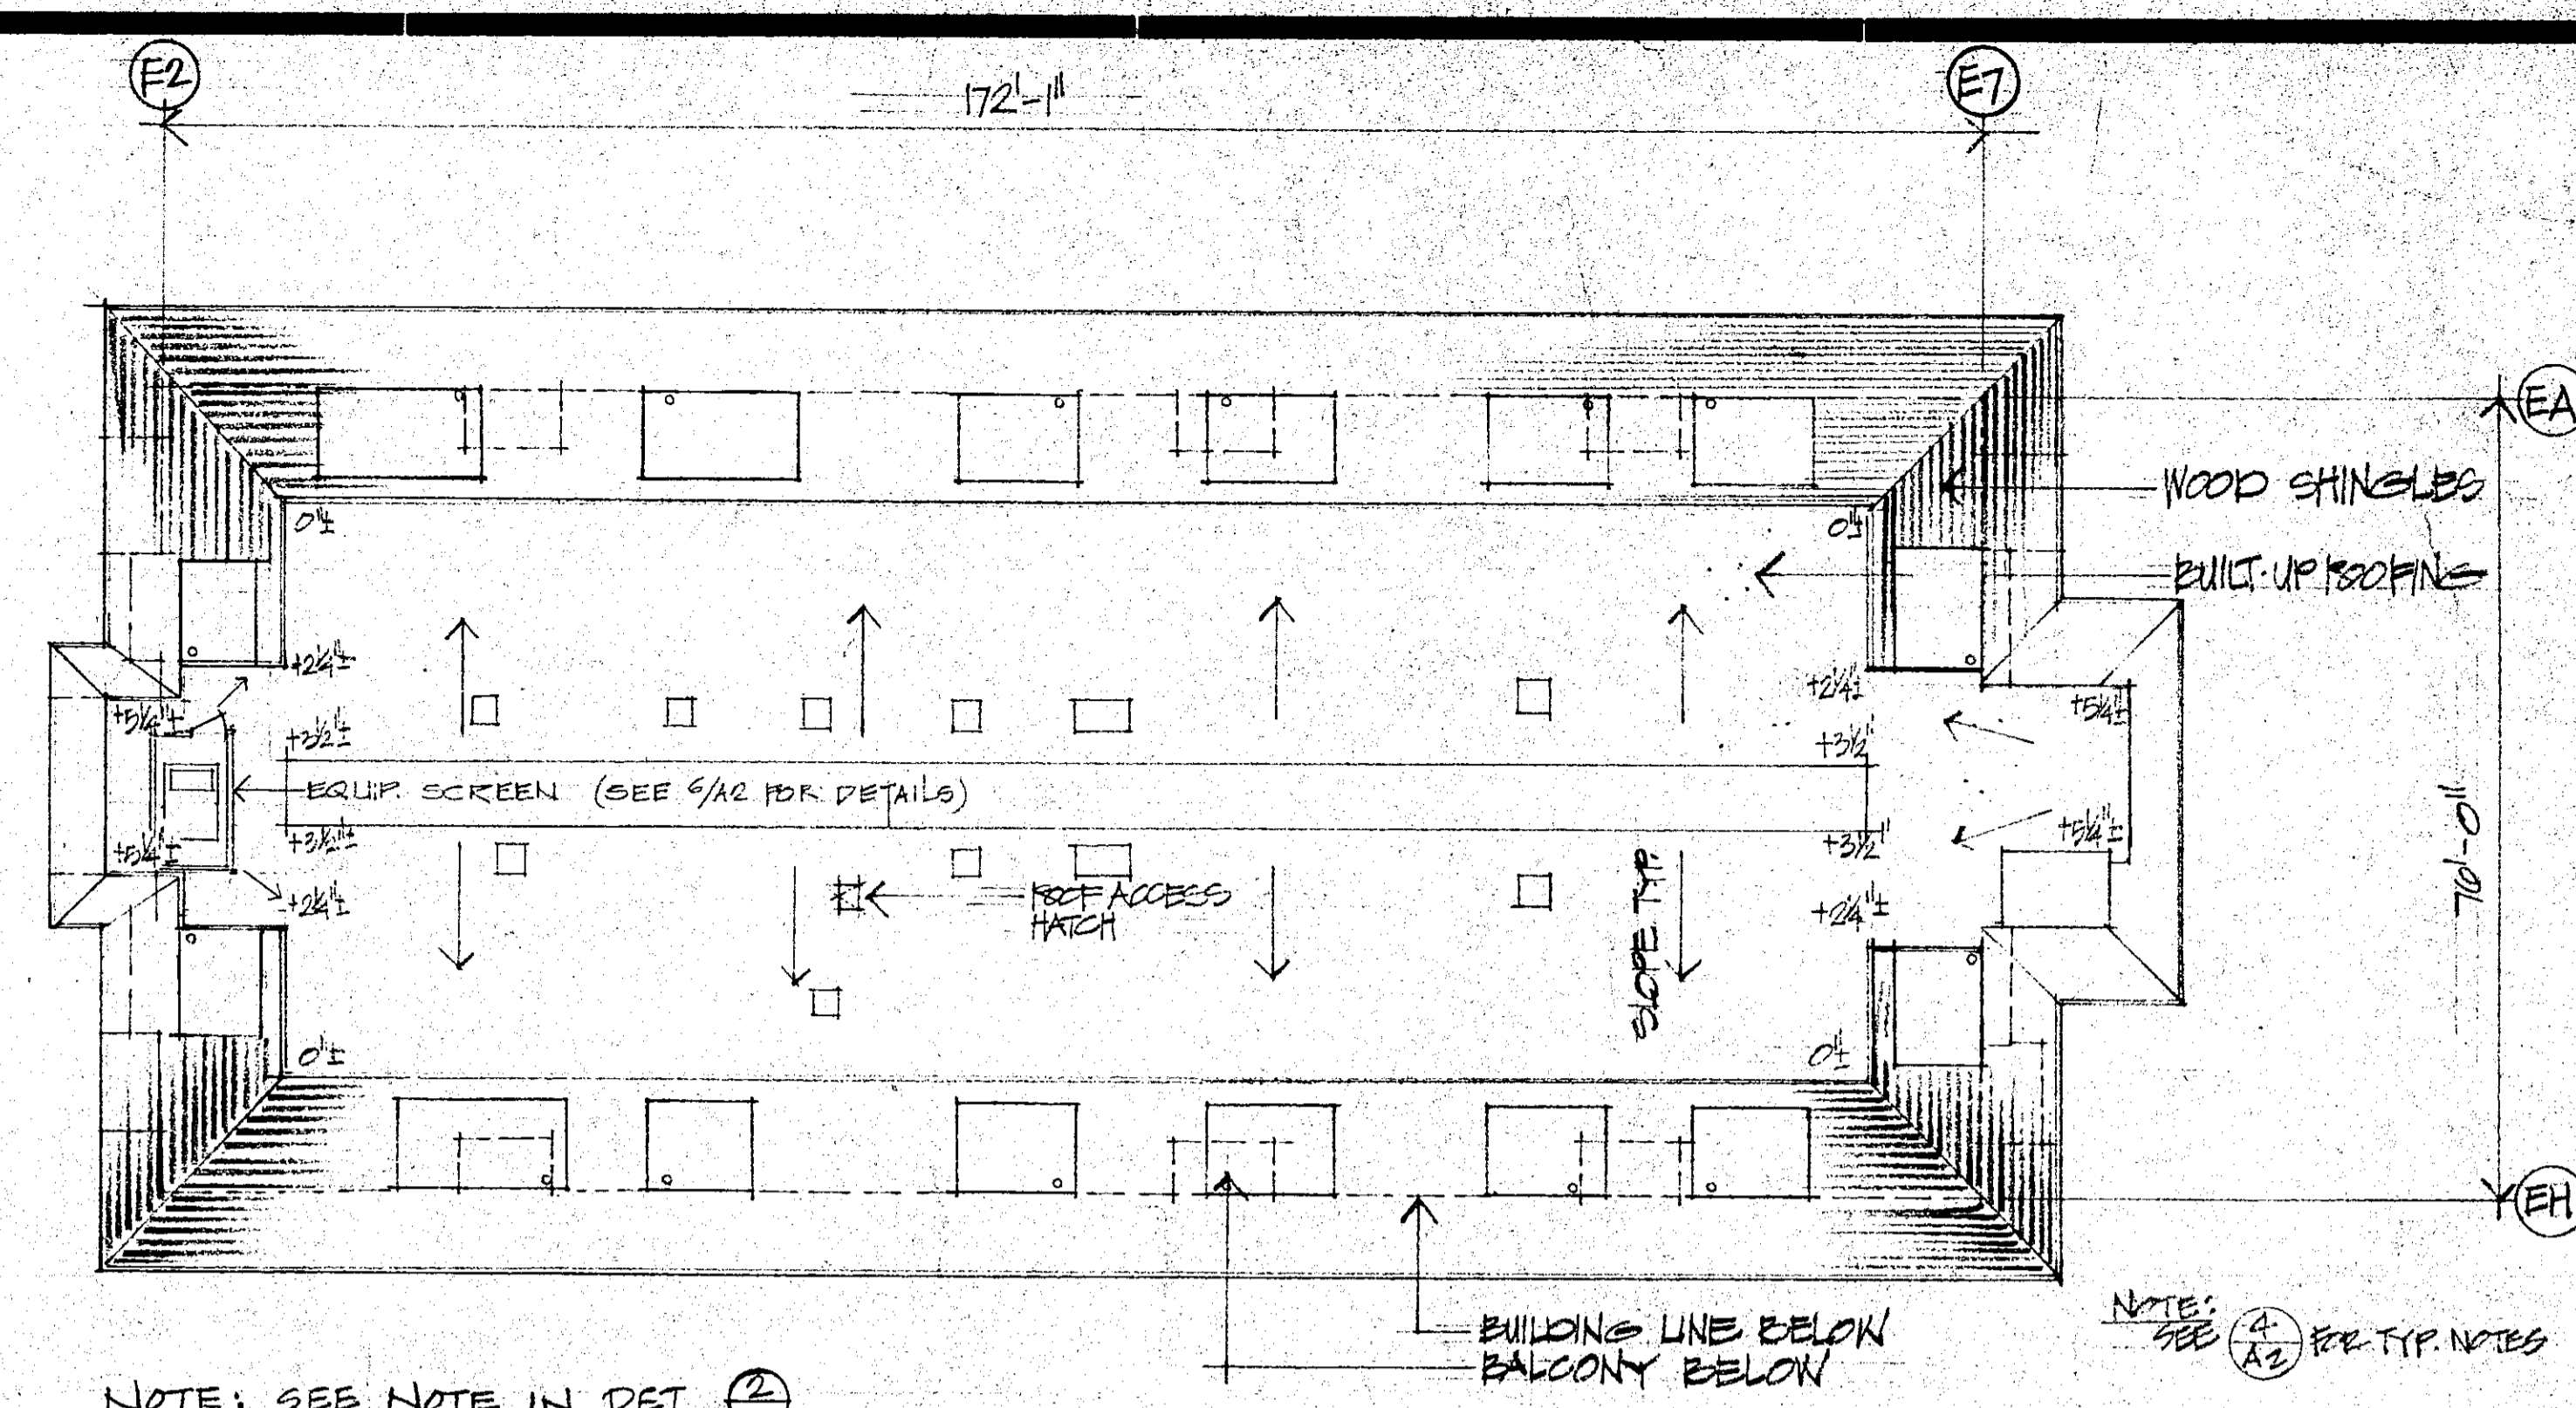 E2
172'-1"
E7
EA
WOOD SHINGLES
BUILT-UP ROOFING
0"±
0"±
+2¼"±
+2¼"±
+5¼"±
+5¼"±
+3½"±
+3½"
EQUIP. SCREEN (SEE 6/A2 FOR DETAILS)
76'-0"
+5¼"±
+3½"±
+3½"
+5¼"±
+2¼"±
ROOF ACCESS
HATCH
SLOPE TYP.
+2¼"±
0"±
0"±
EH
BUILDING LINE BELOW
BALCONY BELOW
NOTE:
SEE 4/A2 FOR TYP. NOTES
NOTE: SEE NOTE IN DET. 2